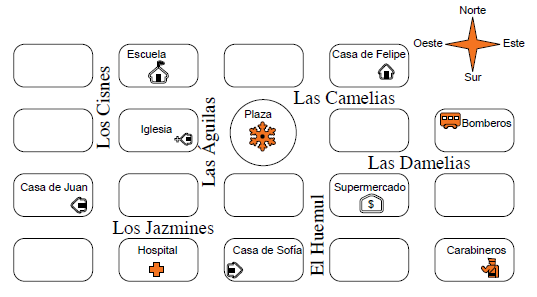 Norte
Oeste
Este
Sur
Escuela
Casa de Felipe
Los Cisnes
Las Aguilas
Las Camelias
Iglesia
Plaza
Bomberos
Las Damelias
Casa de Juan
Supermercado
$
Los Jazmines
El Huemul
Hospital
Casa de Sofía
Carabineros